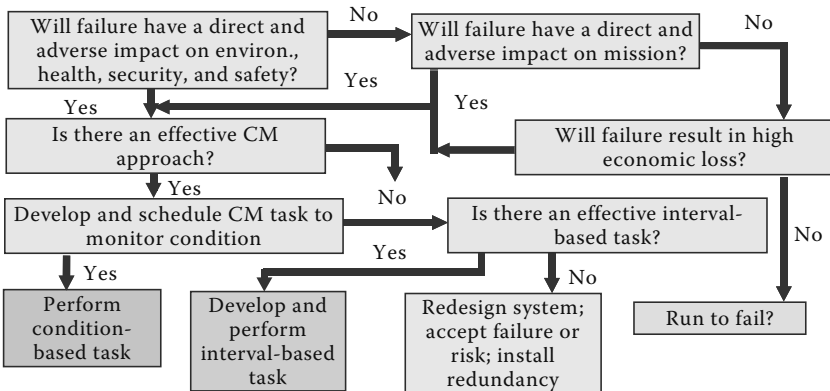 Will failure have a direct and
adverse impact on environ.,
health, security, and safety?
No
Will failure have a direct and
adverse impact on mission?
No
Yes
Yes
Yes
Is there an effective CM
approach?
Will failure result in high
economic loss?
Yes
No
Develop and schedule CM task to
monitor condition
Is there an effective interval-
based task?
No
Yes
Yes
No
Perform
condition-
based task
Develop and
perform
interval-based
task
Redesign system;
accept failure or
risk; install
redundancy
Run to fail?